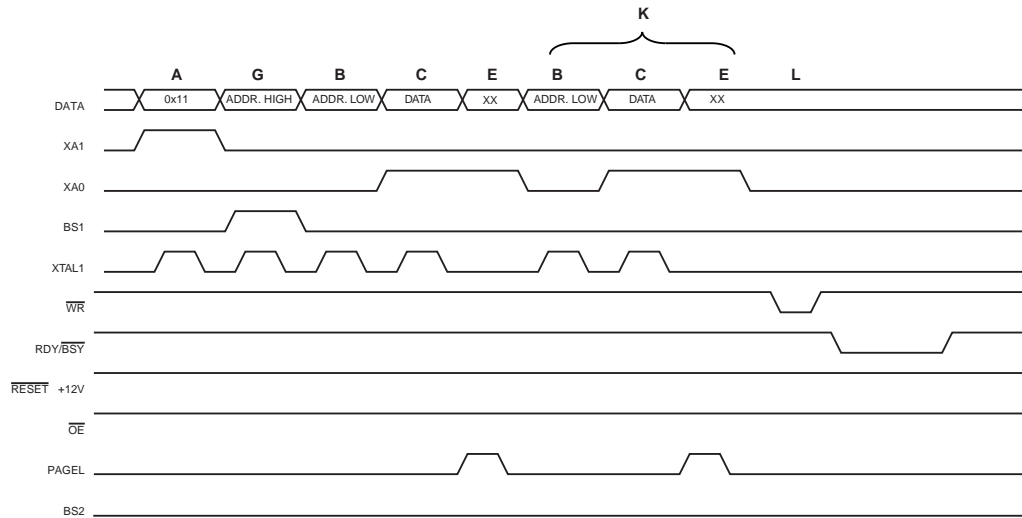 K
A G B C E B C E L
DATA 0x11 ADDR. HIGH ADDR. LOW DATA XX ADDR. LOW DATA XX
XA1
XA0
BS1
XTAL1
WR
RDY/BSY
RESET +12V
OE
PAGEL
BS2